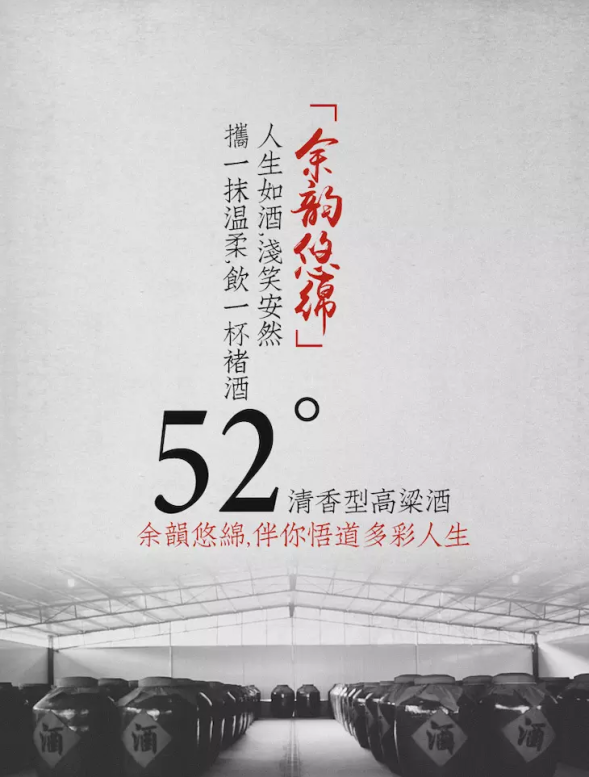 「余韵悠绵」
人生如酒,淺笑安然
攜一抹温柔,飲一杯褚酒
52°
清香型高粱酒
余韻悠綿,伴你悟道多彩人生
酒
酒
酒
酒